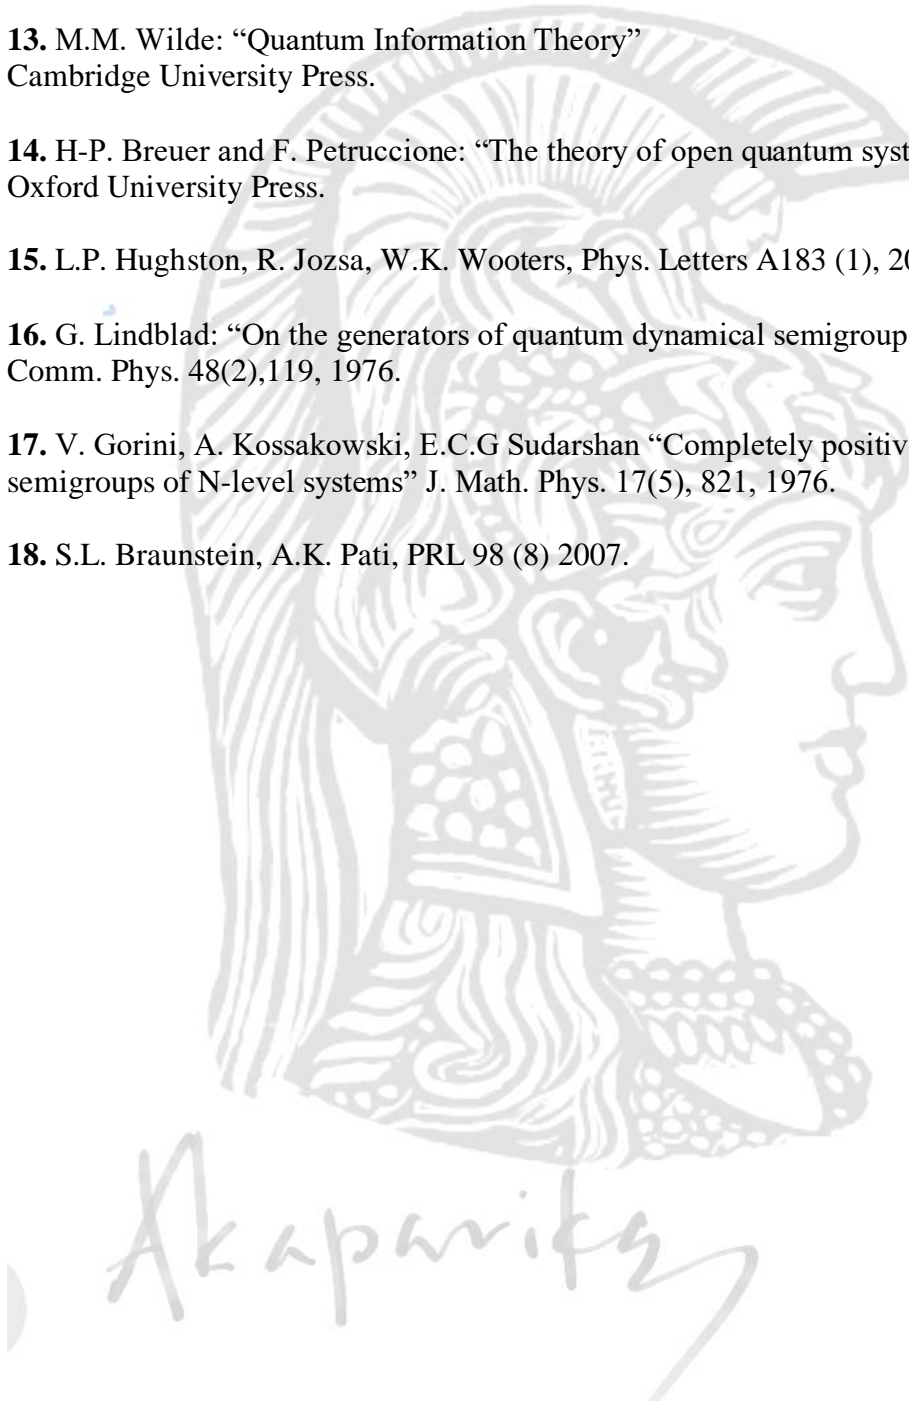 13. M.M. Wilde: “Quantum Information Theory”
Cambridge University Press.
14. H-P. Breuer and F. Petruccione: “The theory of open quantum syst
Oxford University Press.
15. L.P. Hughston, R. Jozsa, W.K. Wooters, Phys. Letters A183 (1), 20
16. G. Lindblad: “On the generators of quantum dynamical semigroup
Comm. Phys. 48(2),119, 1976.
17. V. Gorini, A. Kossakowski, E.C.G Sudarshan “Completely positiv
semigroups of N-level systems” J. Math. Phys. 17(5), 821, 1976.
18. S.L. Braunstein, A.K. Pati, PRL 98 (8) 2007.